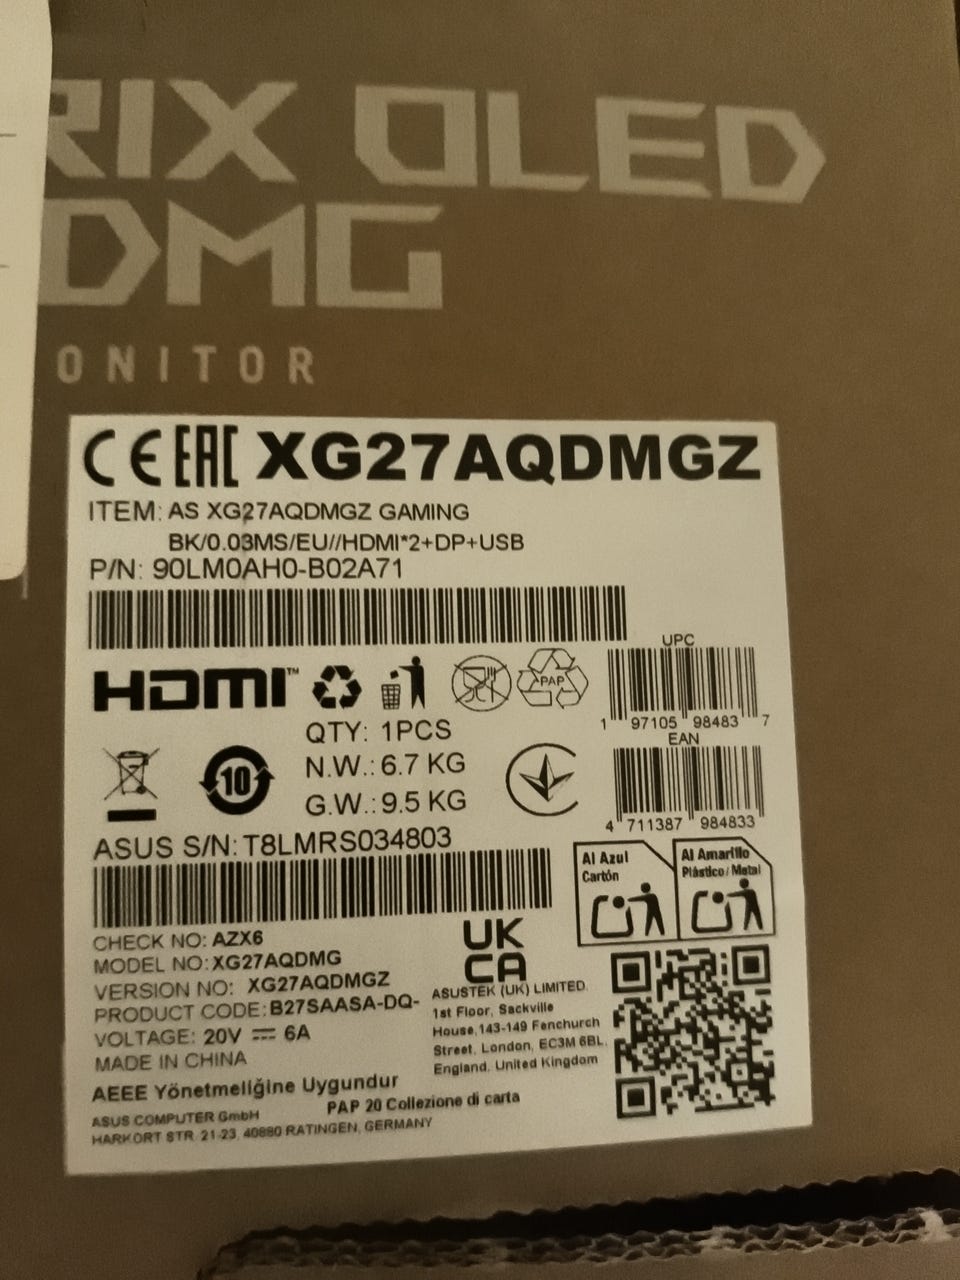 RIX OLED
DMG
ONITOR
CE EAC XG27AQDMGZ
ITEM: AS XG27AQDMGZ GAMING
BK/0.03MS/EU//HDMI*2+DP+USB
P/N: 90LM0AH0-B02A71
HDMI™
PAP
UPC
1 97105 98483 7
EAN
4 711387 984833
QTY: 1PCS
N.W.: 6.7 KG
G.W.: 9.5 KG
10
ASUS S/N: T8LMRS034803
Al Azul
Cartón
Al Amarillo
Plástico/Metal
CHECK NO: AZX6
MODEL NO: XG27AQDMG
VERSION NO: XG27AQDMGZ
PRODUCT CODE: B27SAASA-DQ-
VOLTAGE: 20V ⎓ 6A
MADE IN CHINA
UK
CA
ASUSTEK (UK) LIMITED.
1st Floor, Sackville
House,143-149 Fenchurch
Street, London, EC3M 6BL,
England, United Kingdom
AEEE Yönetmeliğine Uygundur
PAP 20 Collezione di carta
ASUS COMPUTER GmbH
HARKORT STR. 21-23, 40880 RATINGEN, GERMANY